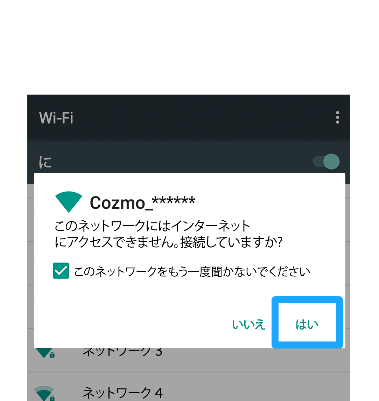 Wi-Fi
に
Cozmo_******
このネットワークにはインターネット
にアクセスできません。接続していますか?
このネットワークをもう一度聞かないでください
いいえ
はい
ネットワーク 3
ネットワーク 4